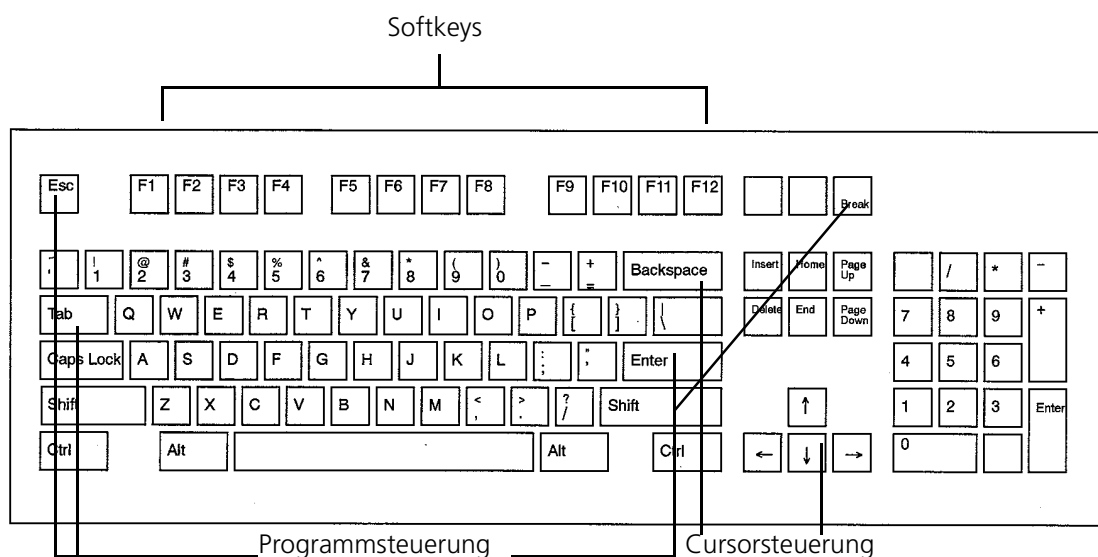 Softkeys
Esc F1 F2 F3 F4 F5 F6 F7 F8 F9 F10 F11 F12 Break
! @ # $ % ^ & * ( ) - +
' 1 2 3 4 5 6 7 8 9 0 _ = Backspace Insert Home Page Up / * -
Tab Q W E R T Y U I O P { [ } ] | \ Delete End Page Down 7 8 9 +
Caps Lock A S D F G H J K L : ; " ' Enter 4 5 6
Shift Z X C V B N M < , > . ? / Shift ↑ 1 2 3 Enter
Ctrl Alt Alt Ctrl ← ↓ → 0
Programmsteuerung Cursorsteuerung